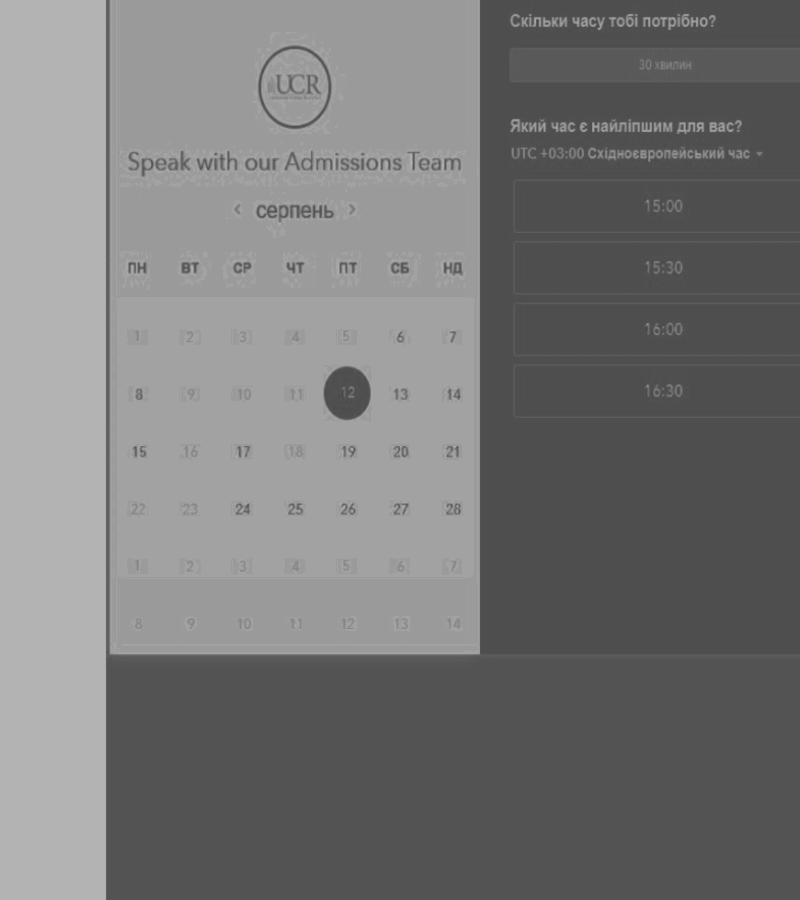 UCR
Speak with our Admissions Team
‹ серпень ›
ПН ВТ СР ЧТ ПТ СБ НД
1 2 3 4 5 6 7
8 9 10 11 12 13 14
15 16 17 18 19 20 21
22 23 24 25 26 27 28
1 2 3 4 5 6 7
8 9 10 11 12 13 14
Скільки часу тобі потрібно?
30 хвилин
Який час є найліпшим для вас?
UTC +03:00 Східноєвропейський час
15:00
15:30
16:00
16:30